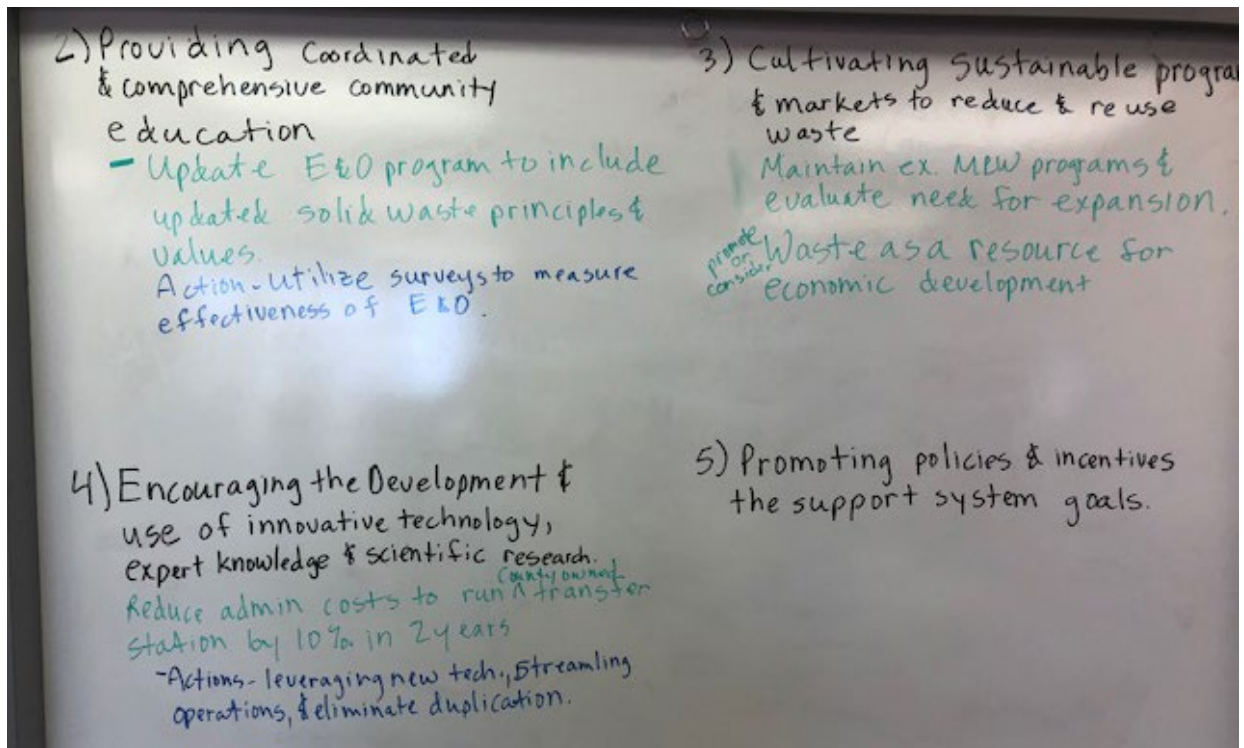 2) Providing Coordinated
& comprehensive community
education
- Update E&O program to include
updated solid waste principles &
values.
Action - Utilize surveys to measure
effectiveness of E&O.
3) Cultivating sustainable progra
& markets to reduce & re use
waste
Maintain ex. MRW programs &
evaluate need for expansion.
promote
or
consider
Waste as a resource for
economic development
4) Encouraging the Development &
use of innovative technology,
expert knowledge & scientific research.
County owned
Reduce admin costs to run ^ transfer
station by 10% in 2 years
- Actions - leveraging new tech., Streamling
operations, & eliminate duplication.
5) Promoting policies & incentives
the support system goals.